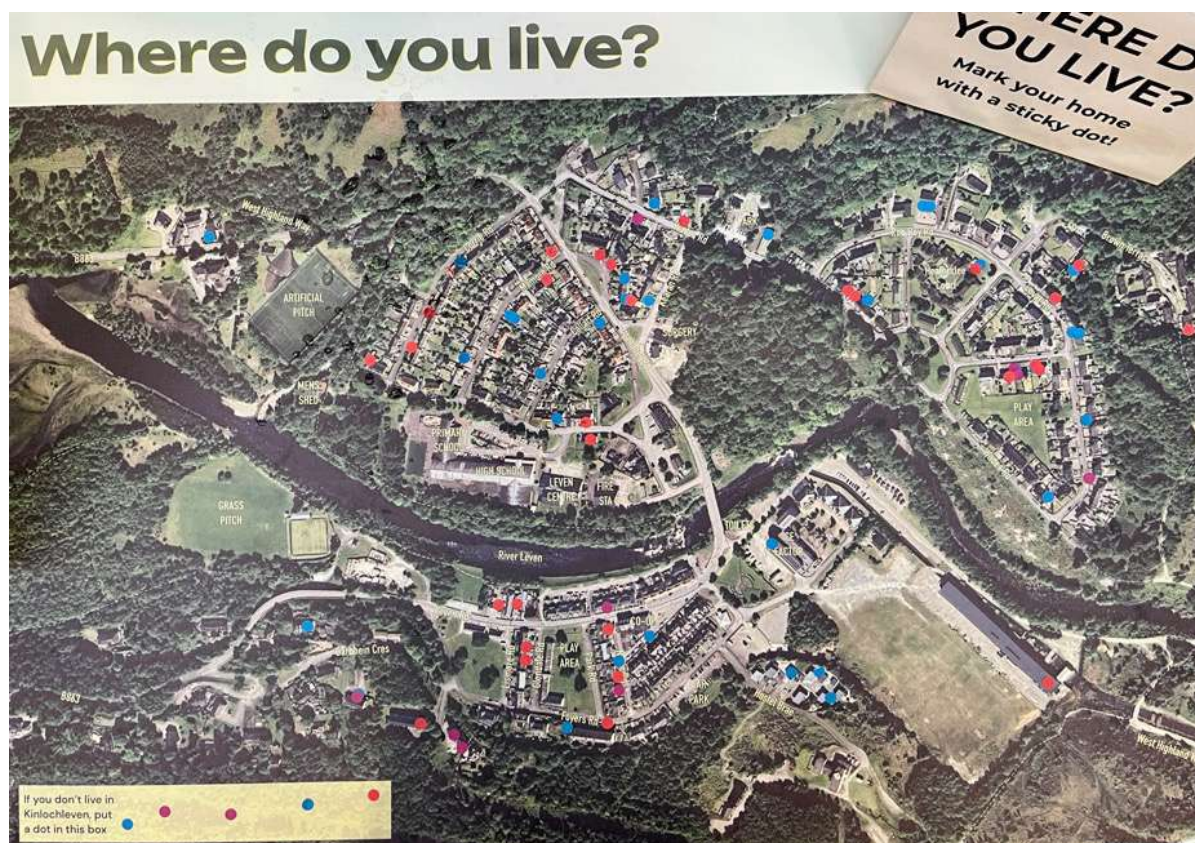 Where do you live?
YOU LIVE?
Mark your home
with a sticky dot!
West Highland
B863
ARTIFICIAL
PITCH
MENS
SHED
SURGERY
PRIMARY
SCHOOL
HIGH SCHOOL
LEVEN
CENTRE
FIRE
STA
GRASS
PITCH
River Leven
TOILETS
ICE
FACTOR
PLAY
AREA
CO-OP
PLAY
AREA
Garbhein Cres
B863
Foyers Rd
PARK
West Highland
If you don't live in
Kinlochleven, put
a dot in this box